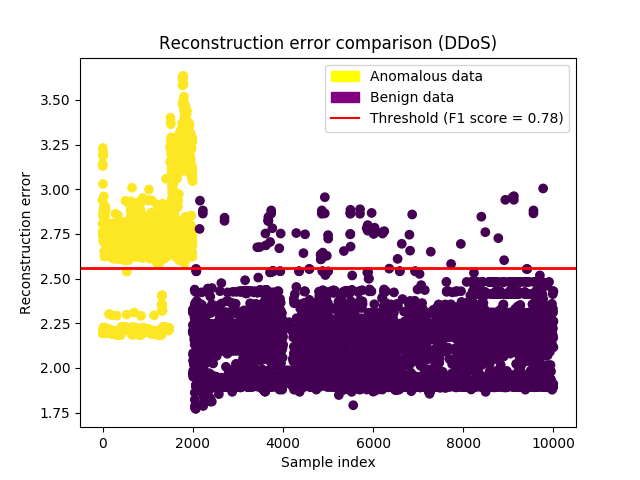 Reconstruction error comparison (DDoS)
Anomalous data
Benign data
Threshold (F1 score = 0.78)
Reconstruction error
3.50
3.25
3.00
2.75
2.50
2.25
2.00
1.75
0 2000 4000 6000 8000 10000
Sample index